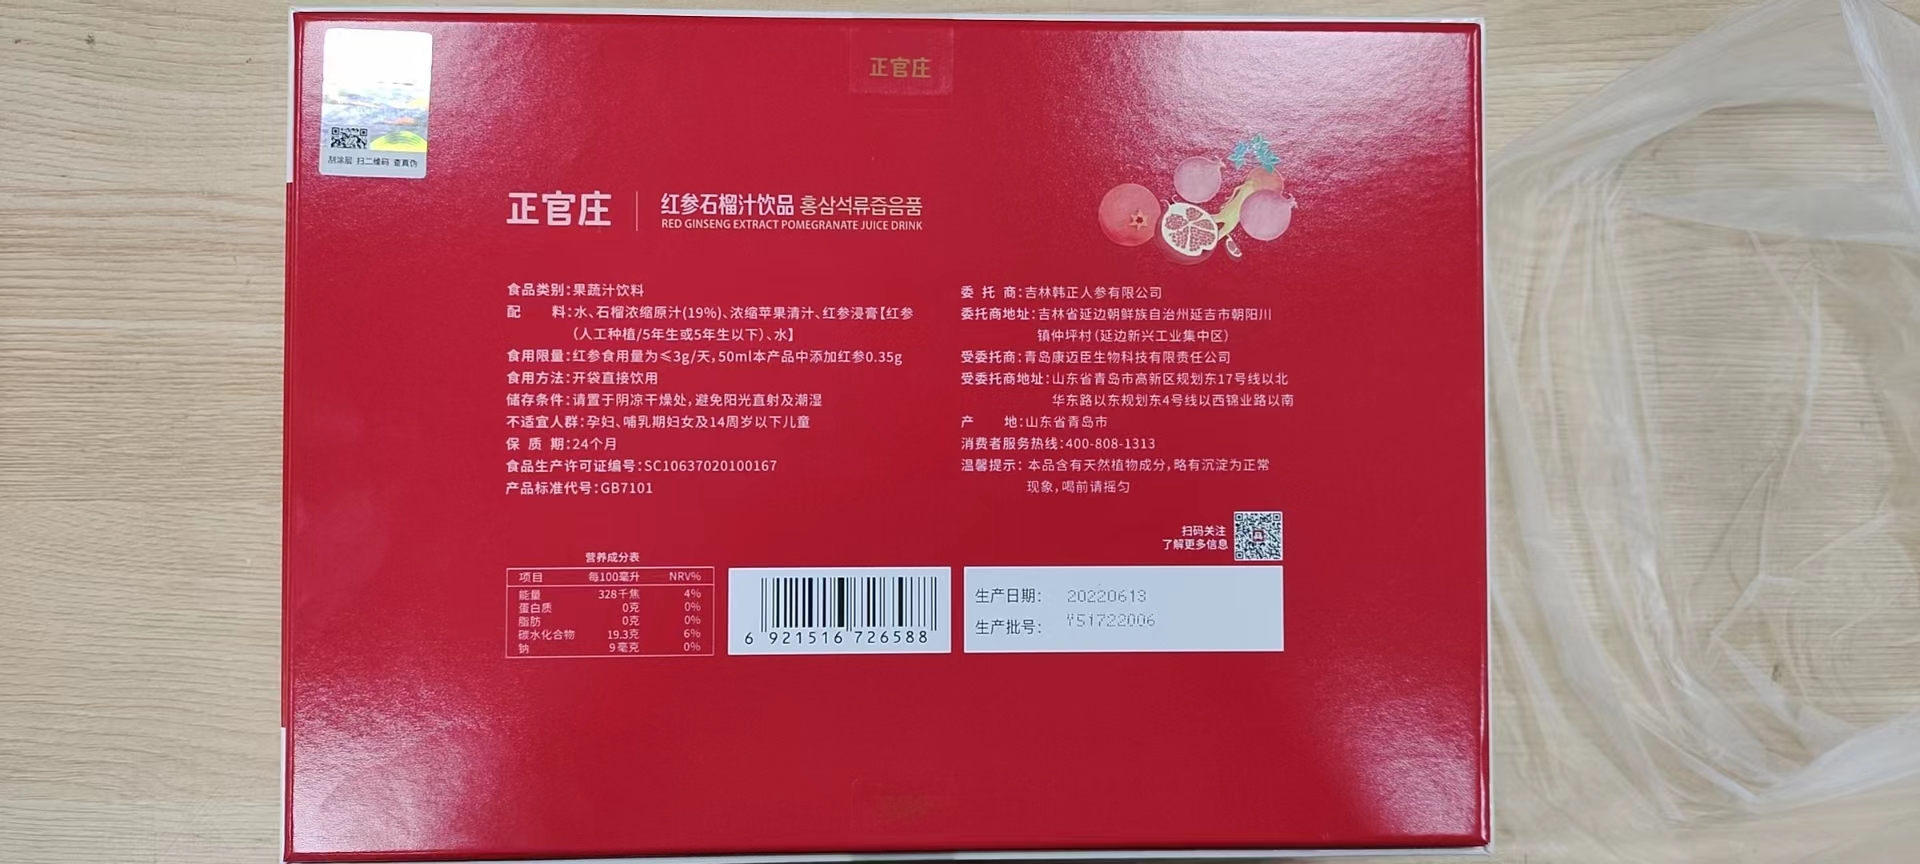 正官庄
刮涂层 扫二维码 查真伪
正官庄
红参石榴汁饮品 홍삼석류즙음품
RED GINSENG EXTRACT POMEGRANATE JUICE DRINK
食品类别:果蔬汁饮料
配 料:水、石榴浓缩原汁(19%)、浓缩苹果清汁、红参浸膏【红参
(人工种植/5年生或5年生以下)、水】
食用限量:红参食用量为≤3g/天,50ml本产品中添加红参0.35g
食用方法:开袋直接饮用
储存条件:请置于阴凉干燥处,避免阳光直射及潮湿
不适宜人群:孕妇、哺乳期妇女及14周岁以下儿童
保 质 期:24个月
食品生产许可证编号:SC10637020100167
产品标准代号:GB7101
委 托 商:吉林韩正人参有限公司
委托商地址:吉林省延边朝鲜族自治州延吉市朝阳川
镇仲坪村(延边新兴工业集中区)
受委托商:青岛康迈臣生物科技有限责任公司
受委托商地址:山东省青岛市高新区规划东17号线以北
华东路以东规划东4号线以西锦业路以南
产 地:山东省青岛市
消费者服务热线:400-808-1313
温馨提示: 本品含有天然植物成分,略有沉淀为正常
现象,喝前请摇匀
扫码关注
了解更多信息
营养成分表
项目 每100毫升 NRV%
能量 328千焦 4%
蛋白质 0克 0%
脂肪 0克 0%
碳水化合物 19.3克 6%
钠 9毫克 0%
6 921516 726588
生产日期: 20220613
生产批号: Y51722006